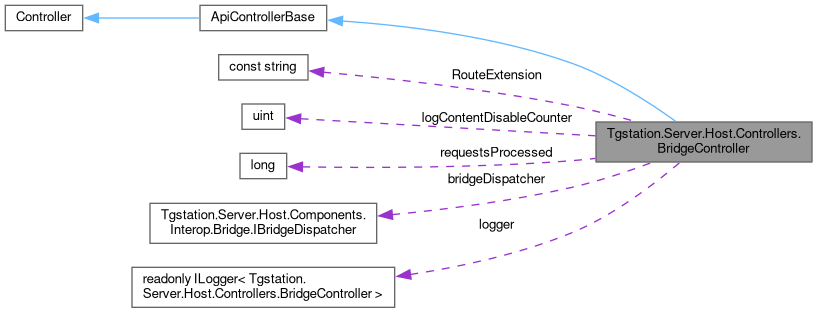 Controller
ApiControllerBase
const string
RouteExtension
uint
logContentDisableCounter
Tgstation.Server.Host.Controllers.
BridgeController
long
requestsProcessed
bridgeDispatcher
Tgstation.Server.Host.Components.
Interop.Bridge.IBridgeDispatcher
logger
readonly ILogger< Tgstation.
Server.Host.Controllers.BridgeController >